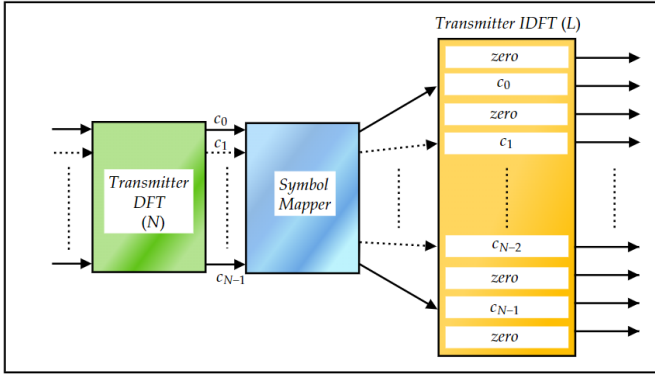 Transmitter IDFT (L)
zero
c0
zero
c1
c0
c1
Transmitter
DFT
(N)
Symbol
Mapper
cN−1
cN−2
zero
cN−1
zero